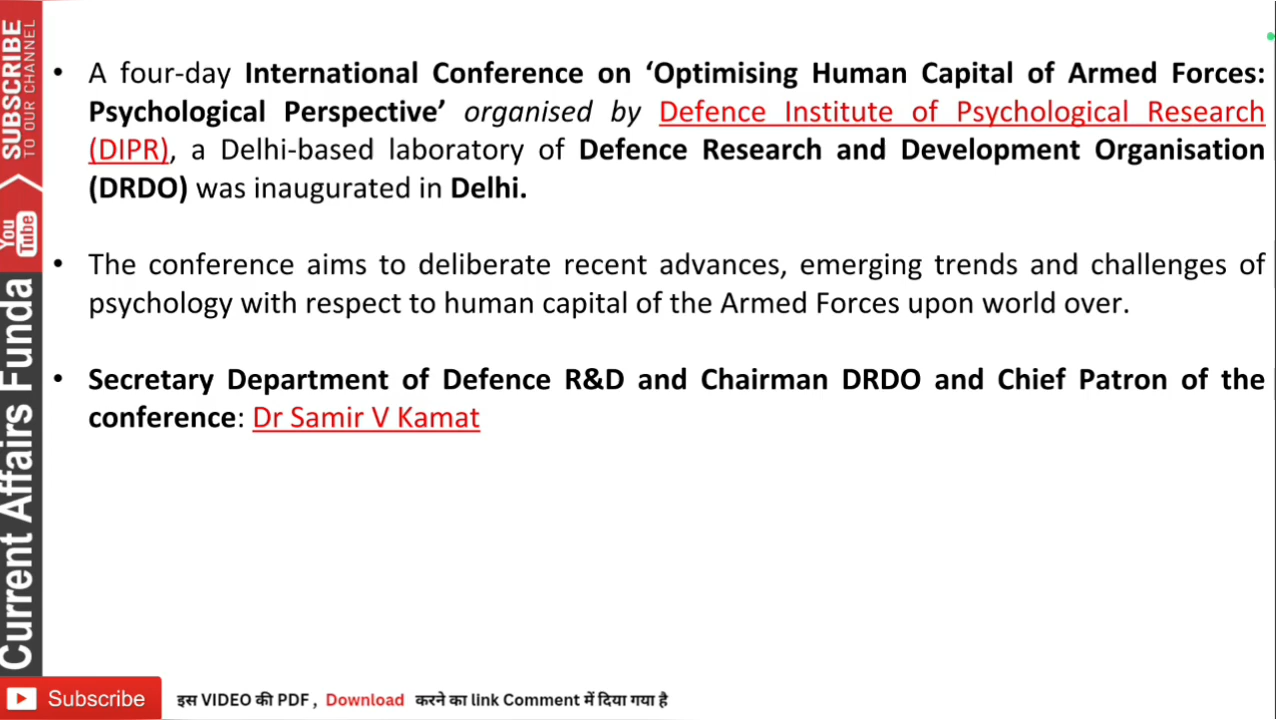 SUBSCRIBE
TO OUR CHANNEL
You
Tube
Current Affairs Funda
• A four-day International Conference on ‘Optimising Human Capital of Armed Forces:
Psychological Perspective’ organised by Defence Institute of Psychological Research
(DIPR), a Delhi-based laboratory of Defence Research and Development Organisation
(DRDO) was inaugurated in Delhi.
• The conference aims to deliberate recent advances, emerging trends and challenges of
psychology with respect to human capital of the Armed Forces upon world over.
• Secretary Department of Defence R&D and Chairman DRDO and Chief Patron of the
conference: Dr Samir V Kamat
Subscribe
इस VIDEO की PDF , Download करने का link Comment में दिया गया है